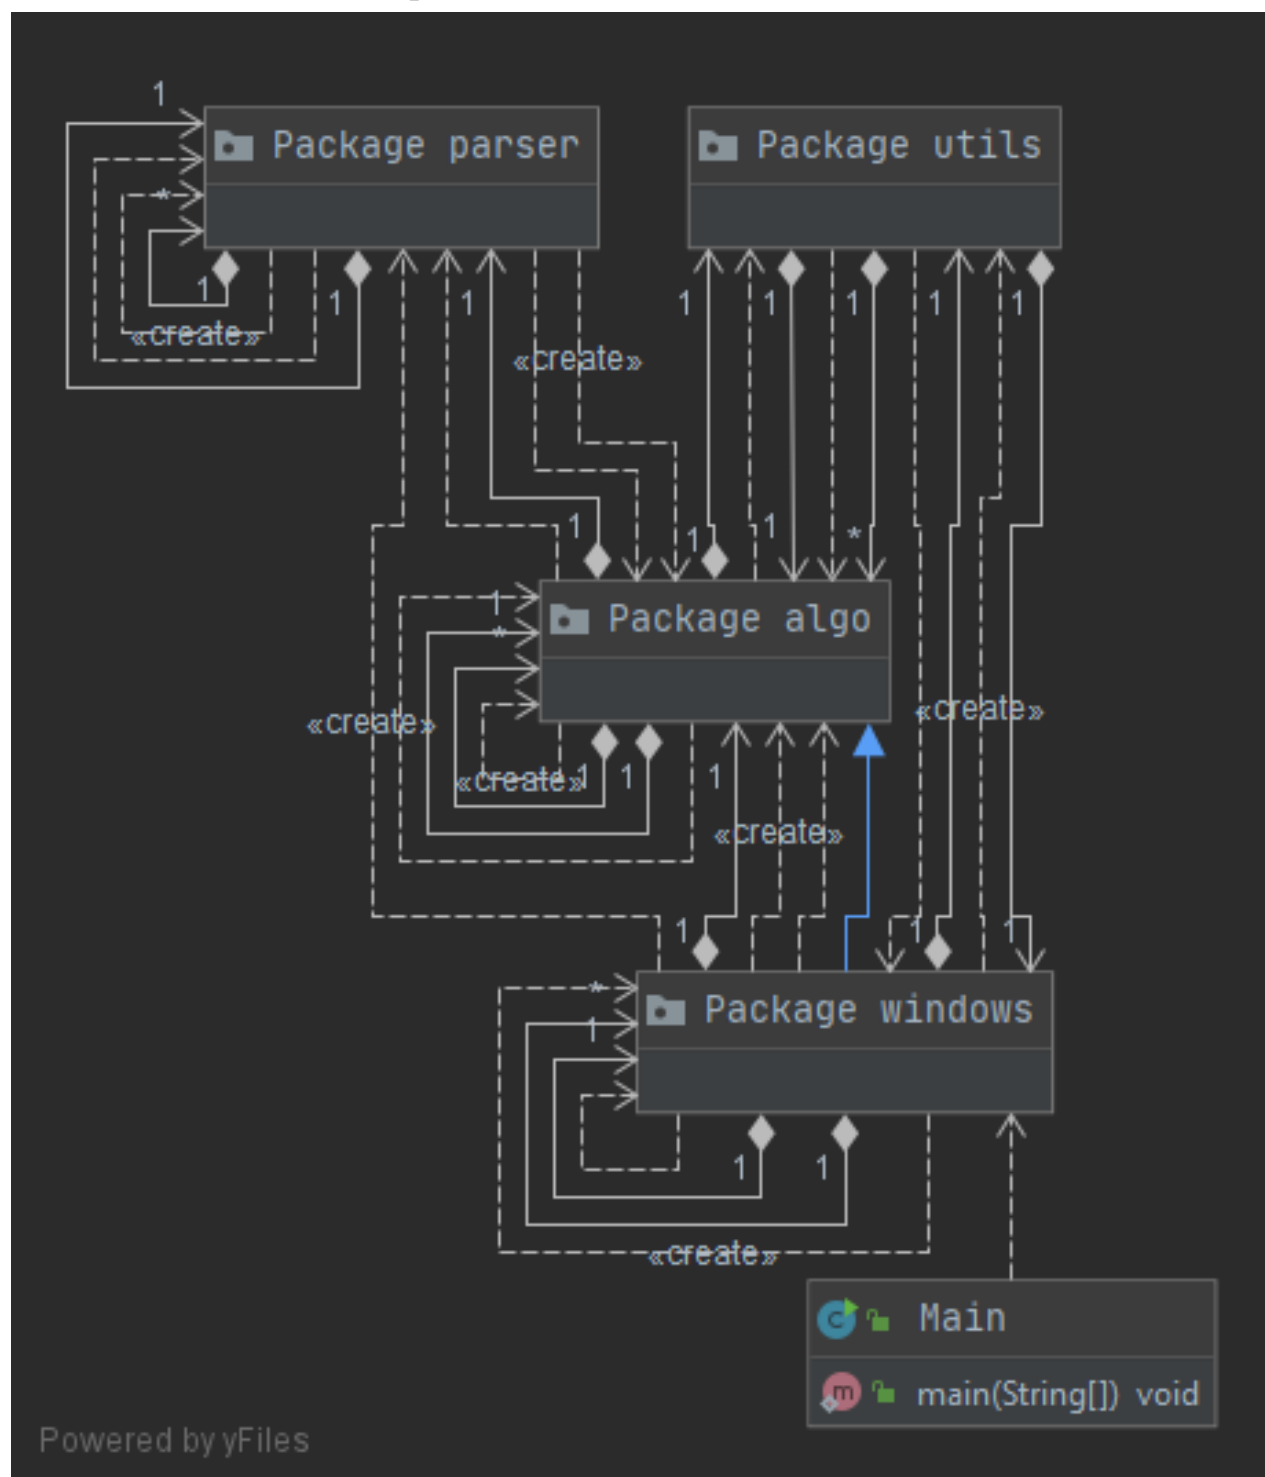 1
Package parser
Package utils
*
1
1
1
1
1
1
1
1
«create»
«create»
1
1
1
*
1
Package algo
*
«create»
«create»
«create»
1
1
1
«create»
1
1
1
*
Package windows
1
1
1
«create»
Main
main(String[]) void
Powered by yFiles